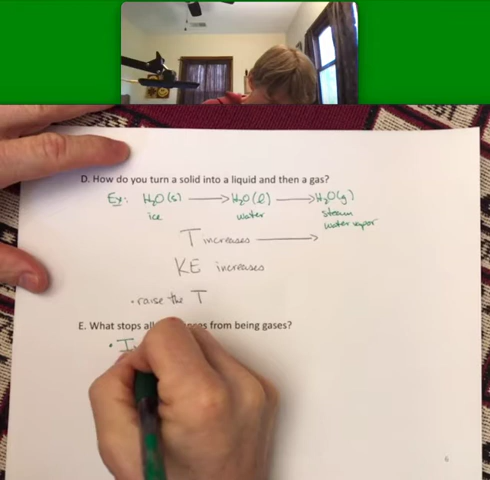 D. How do you turn a solid into a liquid and then a gas?
Ex: H₂O(s) → H₂O(l) → H₂O(g)
ice water steam
water vapor
T increases →
KE increases
• raise the T
E. What stops all from being gases?
• I
6